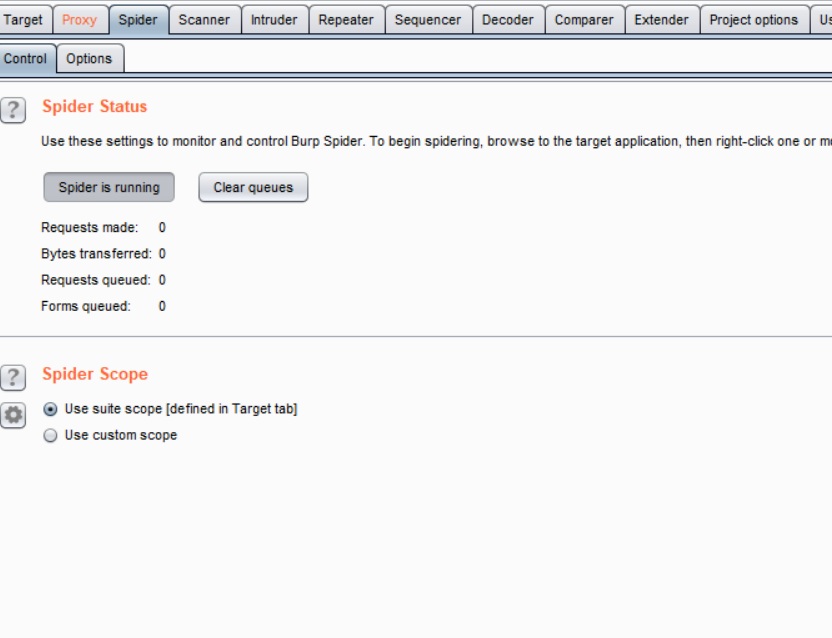 Target Proxy Spider Scanner Intruder Repeater Sequencer Decoder Comparer Extender Project options Us
Control Options
? Spider Status
Use these settings to monitor and control Burp Spider. To begin spidering, browse to the target application, then right-click one or mo
Spider is running Clear queues
Requests made: 0
Bytes transferred: 0
Requests queued: 0
Forms queued: 0
? Spider Scope
Use suite scope [defined in Target tab]
Use custom scope